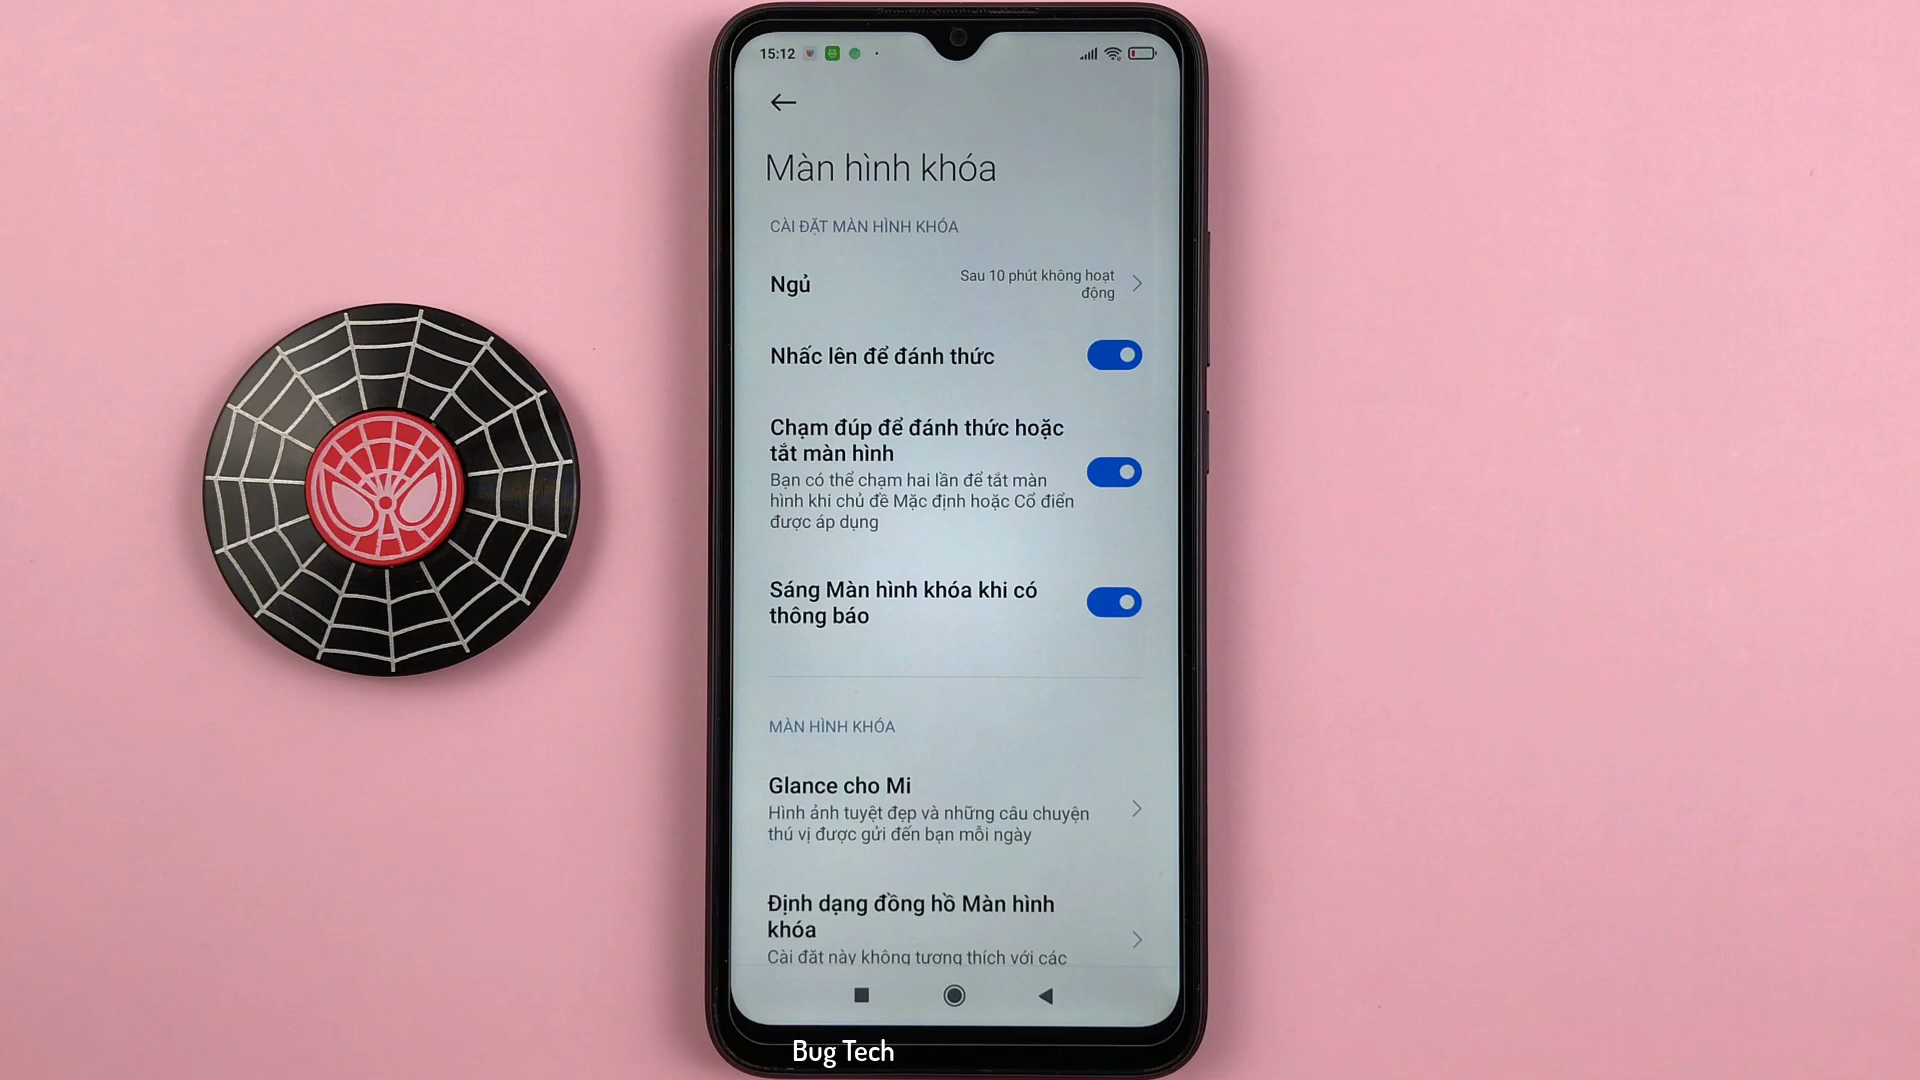 15:12
Màn hình khóa
CÀI ĐẶT MÀN HÌNH KHÓA
Ngủ
Sau 10 phút không hoạt
động
Nhấc lên để đánh thức
Chạm đúp để đánh thức hoặc
tắt màn hình
Bạn có thể chạm hai lần để tắt màn
hình khi chủ đề Mặc định hoặc Cổ điển
được áp dụng
Sáng Màn hình khóa khi có
thông báo
MÀN HÌNH KHÓA
Glance cho Mi
Hình ảnh tuyệt đẹp và những câu chuyện
thú vị được gửi đến bạn mỗi ngày
Định dạng đồng hồ Màn hình
khóa
Cài đặt này không tương thích với các
Bug Tech